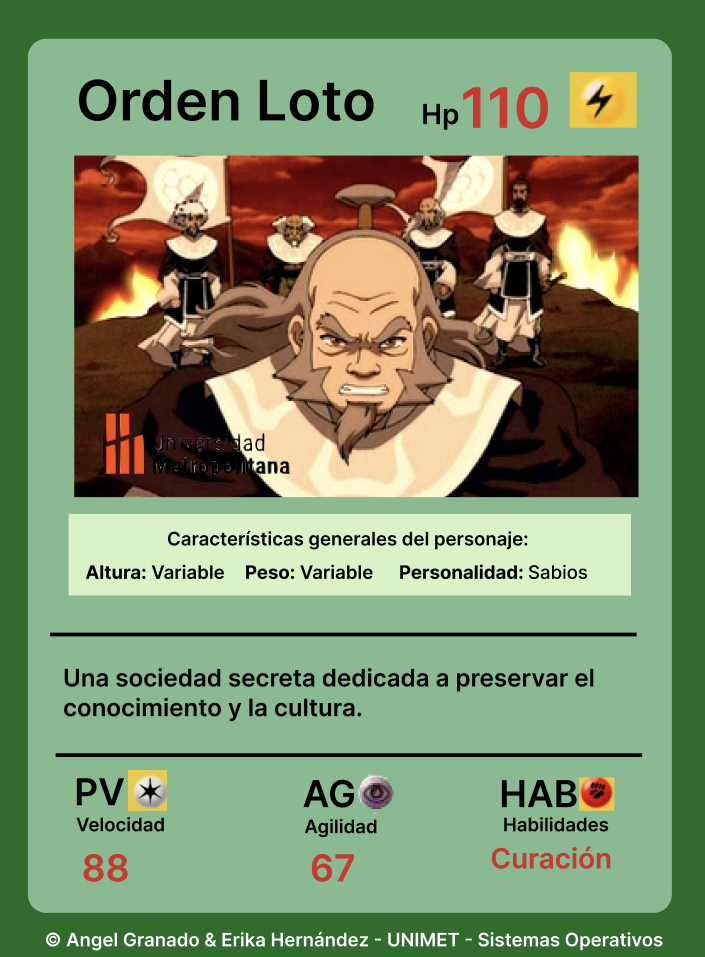 Orden Loto Hp 110
Universidad
Metropolitana
Características generales del personaje:
Altura: Variable Peso: Variable Personalidad: Sabios
Una sociedad secreta dedicada a preservar el
conocimiento y la cultura.
PV AG HAB
Velocidad Agilidad Habilidades
88 67 Curación
© Angel Granado & Erika Hernández - UNIMET - Sistemas Operativos